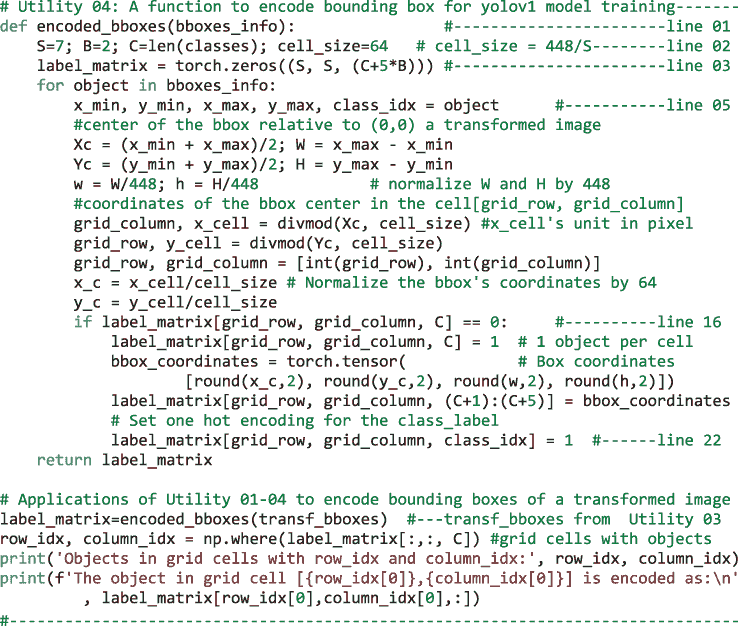 # Utility 04: A function to encode bounding box for yolov1 model training-------
def encoded_bboxes(bboxes_info):                #-----------------------line 01
    S=7; B=2; C=len(classes); cell_size=64   # cell_size = 448/S--------line 02
    label_matrix = torch.zeros((S, S, (C+5*B))) #-----------------------line 03
    for object in bboxes_info:
        x_min, y_min, x_max, y_max, class_idx = object      #-----------line 05
        #center of the bbox relative to (0,0) a transformed image
        Xc = (x_min + x_max)/2; W = x_max - x_min
        Yc = (y_min + y_max)/2; H = y_max - y_min
        w = W/448; h = H/448            # normalize W and H by 448
        #coordinates of the bbox center in the cell[grid_row, grid_column]
        grid_column, x_cell = divmod(Xc, cell_size) #x_cell's unit in pixel
        grid_row, y_cell = divmod(Yc, cell_size)
        grid_row, grid_column = [int(grid_row), int(grid_column)]
        x_c = x_cell/cell_size # Normalize the bbox's coordinates by 64
        y_c = y_cell/cell_size
        if label_matrix[grid_row, grid_column, C] == 0:     #----------line 16
            label_matrix[grid_row, grid_column, C] = 1  # 1 object per cell
            bbox_coordinates = torch.tensor(            # Box coordinates
                    [round(x_c,2), round(y_c,2), round(w,2), round(h,2)])
            label_matrix[grid_row, grid_column, (C+1):(C+5)] = bbox_coordinates
            # Set one hot encoding for the class_label
            label_matrix[grid_row, grid_column, class_idx] = 1  #------line 22
    return label_matrix

# Applications of Utility 01-04 to encode bounding boxes of a transformed image
label_matrix=encoded_bboxes(transf_bboxes)  #---transf_bboxes from  Utility 03
row_idx, column_idx = np.where(label_matrix[:,:, C]) #grid cells with objects
print('Objects in grid cells with row_idx and column_idx:', row_idx, column_idx)
print(f'The object in grid cell [{row_idx[0]},{column_idx[0]}] is encoded as:\n'
         , label_matrix[row_idx[0],column_idx[0],:])
#-------------------------------------------------------------------------------